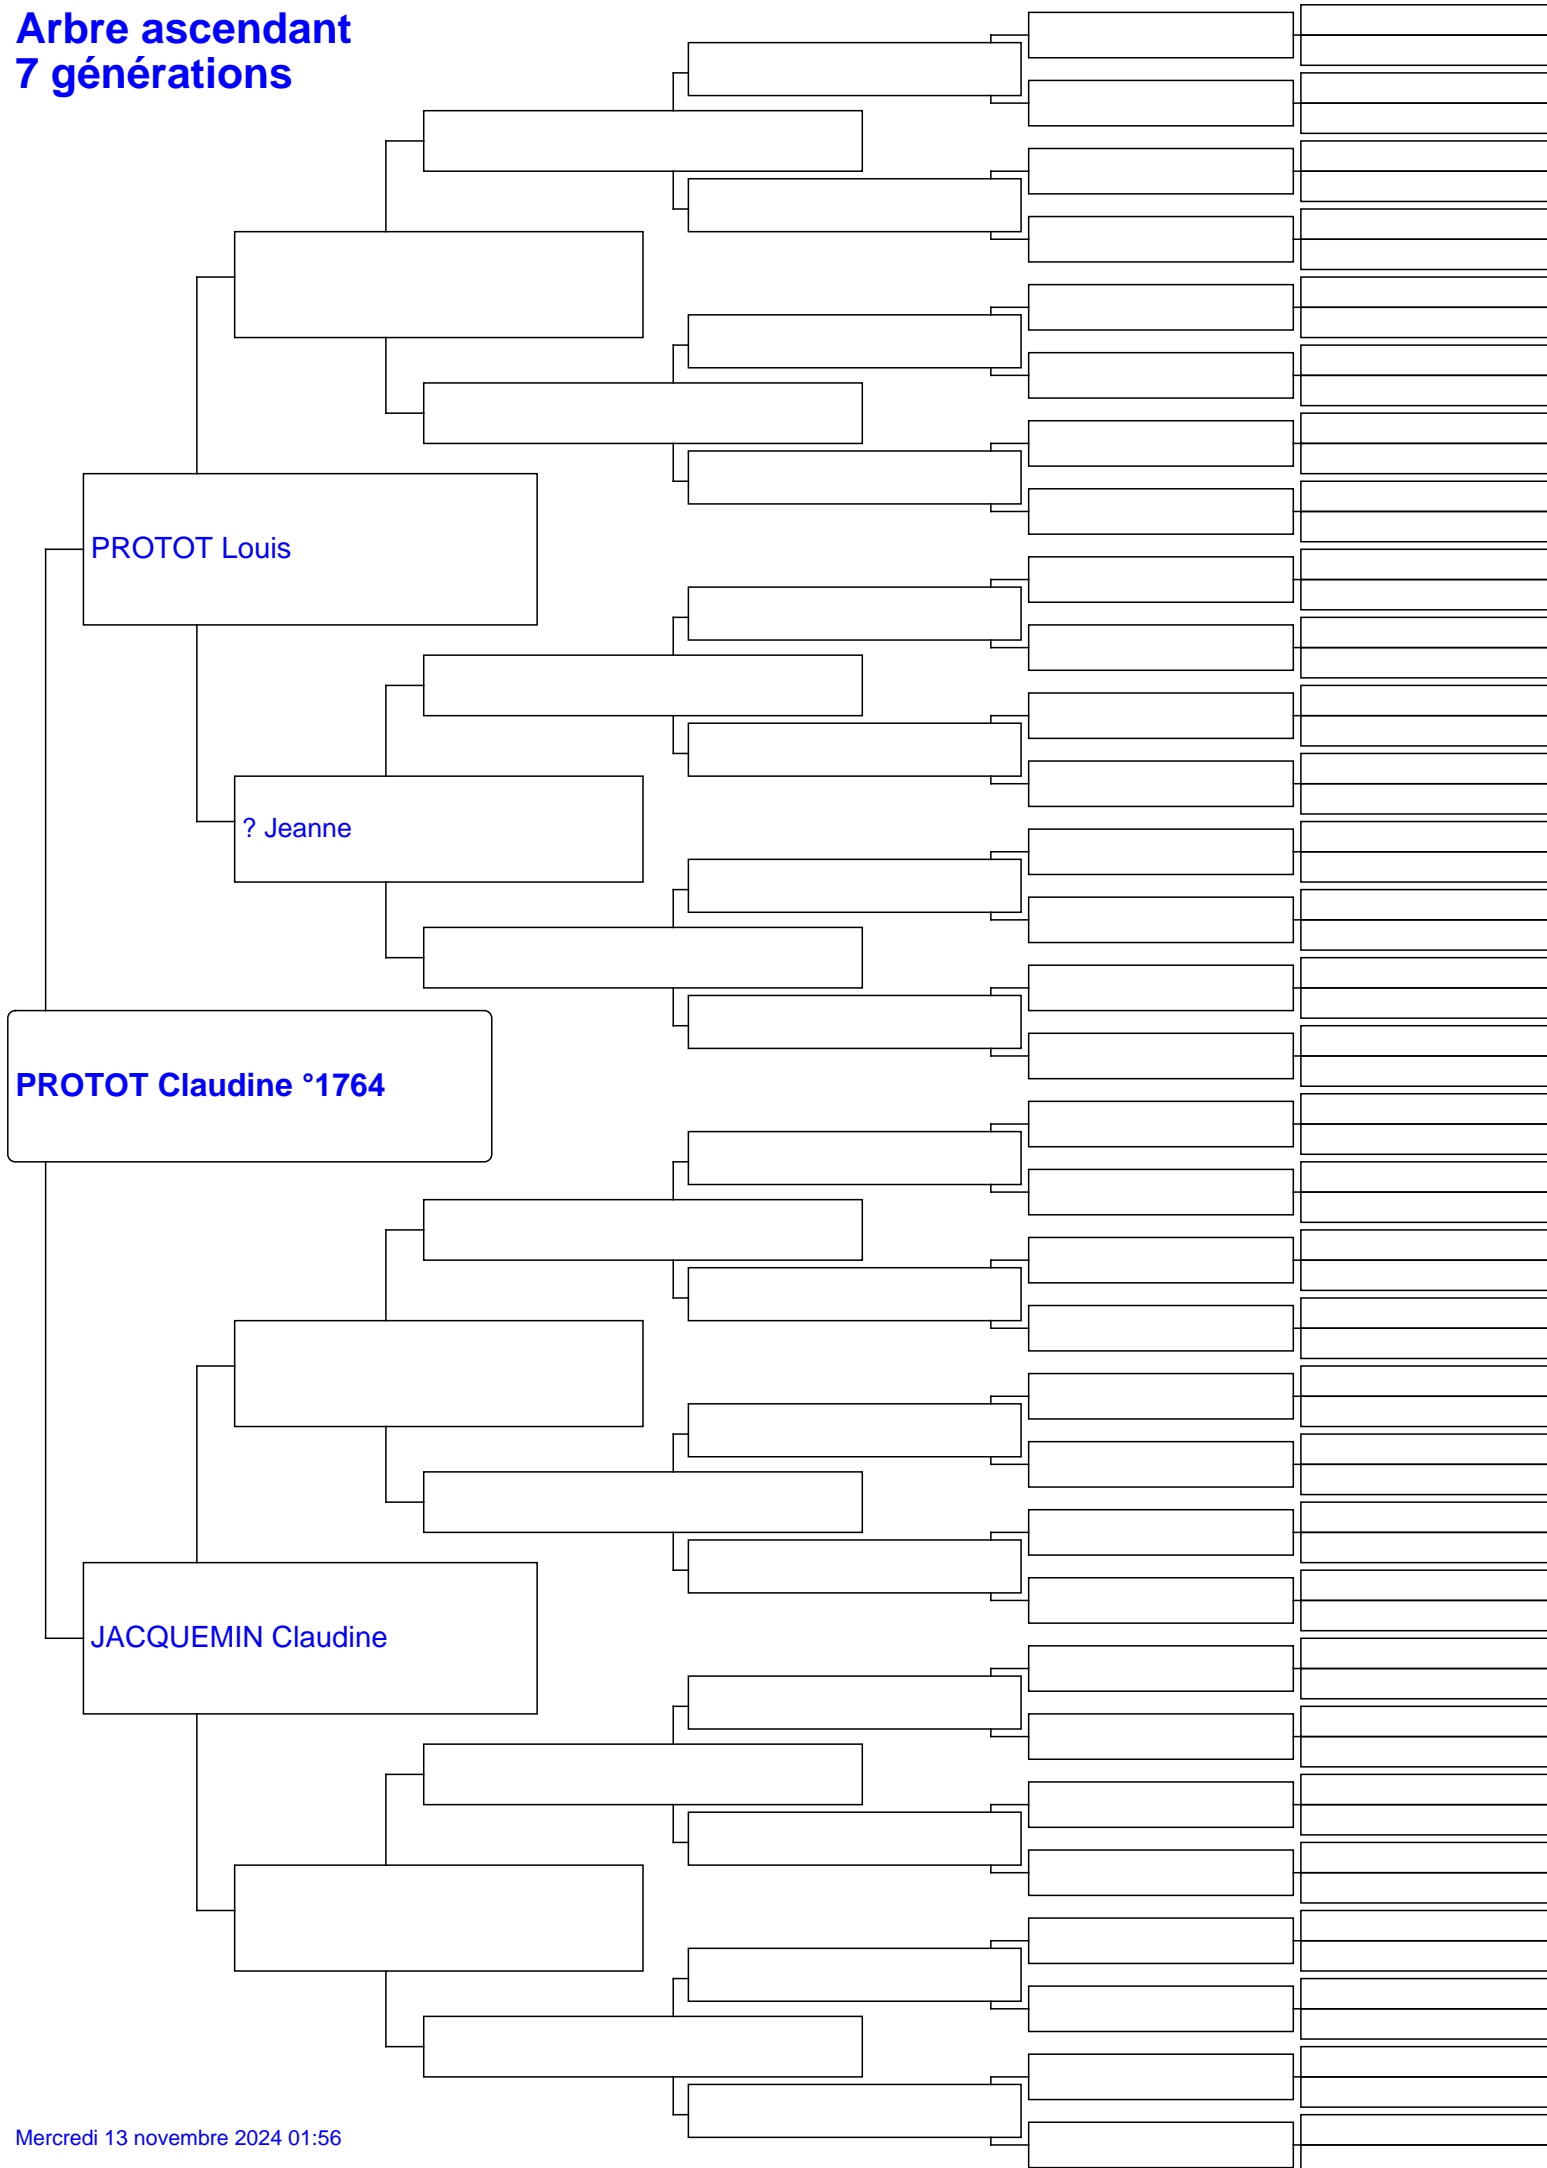 Arbre ascendant
7 générations
PROTOT Louis
? Jeanne
PROTOT Claudine °1764
JACQUEMIN Claudine
Mercredi 13 novembre 2024 01:56